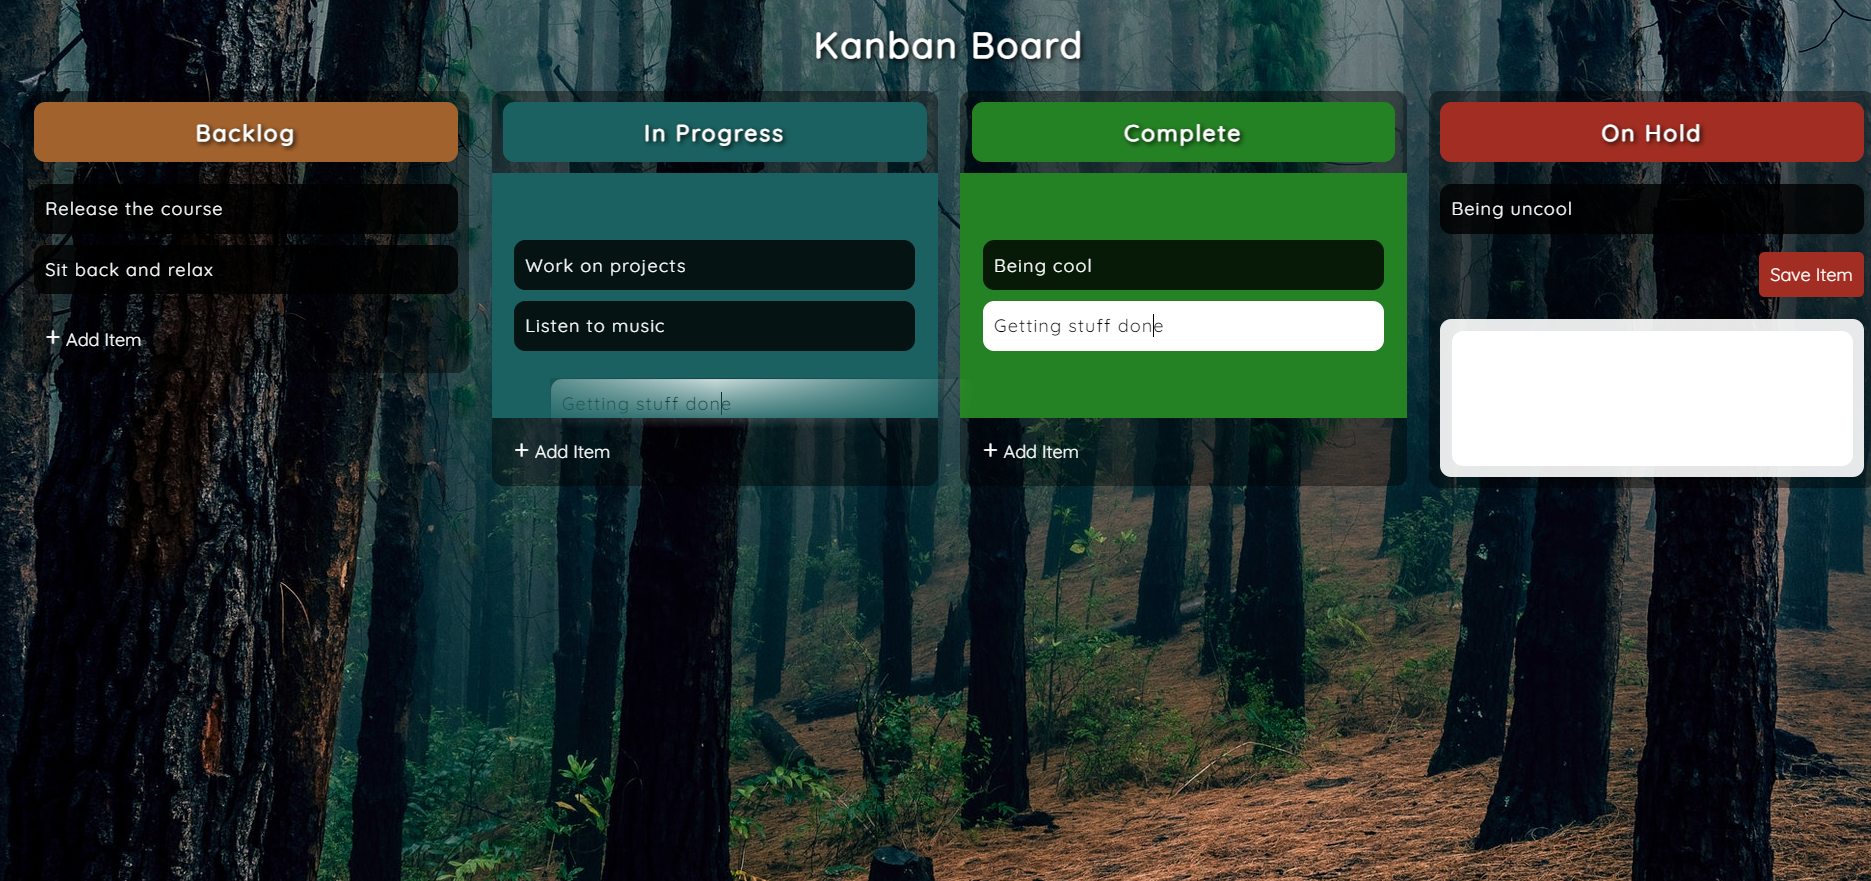 Kanban Board
Backlog
Release the course
Sit back and relax
+ Add Item
In Progress
Work on projects
Listen to music
Getting stuff done
+ Add Item
Complete
Being cool
Getting stuff done
+ Add Item
On Hold
Being uncool
Save Item